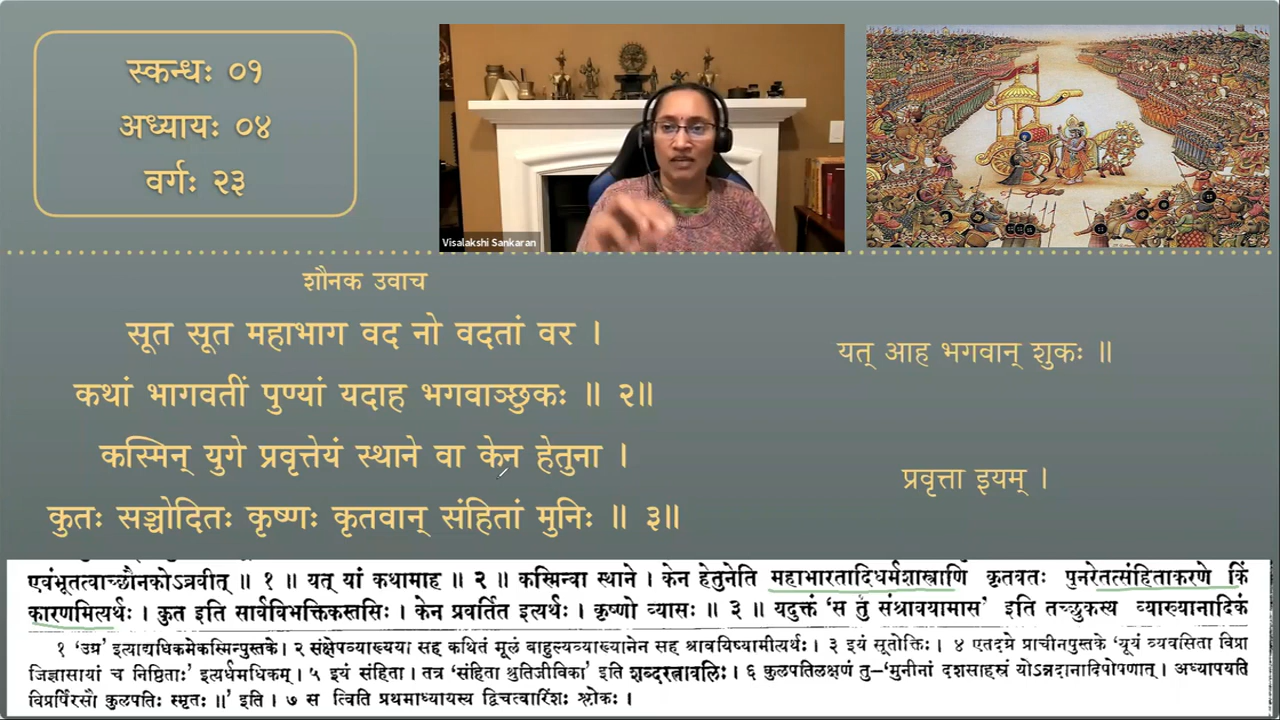 स्कन्धः ०१
अध्यायः ०४
वर्गः २३
Visalakshi Sankaran
शौनक उवाच
सूत सूत महाभाग वद नो वदतां वर ।
कथां भागवतीं पुण्यां यदाह भगवाञ्छुकः ॥ २॥
कस्मिन् युगे प्रवृत्तेयं स्थाने वा केन हेतुना ।
कुतः सञ्चोदितः कृष्णः कृतवान् संहितां मुनिः ॥ ३॥
यत् आह भगवान् शुकः ॥
प्रवृत्ता इयम् ।
एवंभूतत्वाच्छौनकोऽब्रवीत् ॥ १ ॥ यत् यां कथामाह ॥ २ ॥ कस्मिन्वा स्थाने । केन हेतुनेति महाभारतादिधर्मशास्त्राणि कृतवतः पुनरेतत्संहिताकरणे किं
कारणमित्यर्थः । कुत इति सार्वविभक्तिकस्तसिः । केन प्रवर्तित इत्यर्थः । कृष्णो व्यासः ॥ ३ ॥ यदुक्तं ‘स तु संश्रावयामास’ इति तच्छुकस्य व्याख्यानादिकं
१ ‘उग्र’ इत्याद्यधिकमेकस्मिन्पुस्तके। २ संक्षेपव्याख्यया सह कथितं मूलं बाहुल्यव्याख्यानेन सह श्रावयिष्यामीत्यर्थः। ३ इयं सूतोक्तिः। ४ एतदग्रे प्राचीनपुस्तके ‘यूयं व्यवसिता विप्रा
जिज्ञासायां च निष्ठिताः’ इत्यर्धमधिकम्। ५ इयं संहिता। तत्र ‘संहिता श्रुतिजीविका’ इति शब्दरत्नावलिः। ६ कुलपतिलक्षणं तु–‘मुनीनां दशसाहस्रं योऽन्नदानादिपोषणात्। अध्यापयति
विप्रर्षिरसौ कुलपतिः स्मृतः ॥’ इति। ७ स त्विति प्रथमाध्यायस्य द्विचत्वारिंशः श्लोकः।